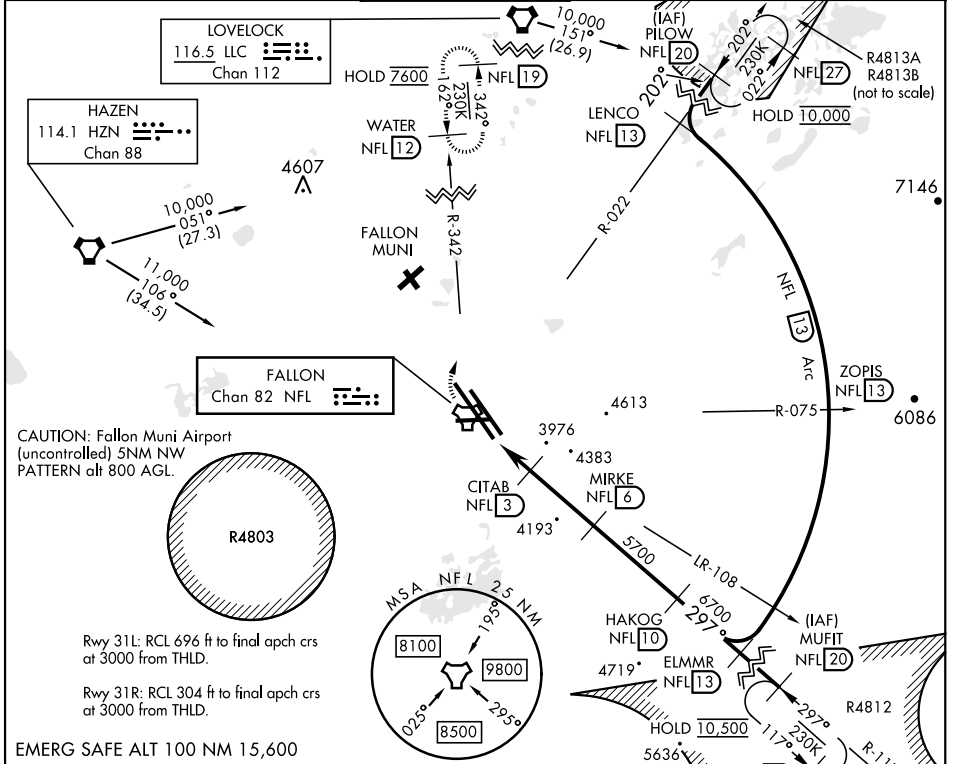 LOVELOCK
116.5 LLC
Chan 112
10,000
151°
(26.9)
(IAF)
PILOW
NFL 20
202°
230K
022°
202°
NFL 27
R4813A
R4813B
(not to scale)
HOLD 10,000
HOLD 7600
162°
230K
342°
NFL 19
WATER
NFL 12
LENCO
NFL 13
HAZEN
114.1 HZN
Chan 88
4607
7146
10,000
051°
(27.3)
11,000
106°
(34.5)
R-342
R-022
FALLON
MUNI
NFL 13 Arc
FALLON
Chan 82 NFL
ZOPIS
NFL 13
R-075
6086
4613
3976
4383
CAUTION: Fallon Muni Airport
(uncontrolled) 5NM NW
PATTERN alt 800 AGL.
CITAB
NFL 3
MIRKE
NFL 6
4193
R4803
5700
LR-108
6700
297°
HAKOG
NFL 10
(IAF)
MUFIT
NFL 20
4719
ELMMR
NFL 13
MSA NFL 25 NM
195°
8100
9800
025°
8500
295°
Rwy 31L: RCL 696 ft to final apch crs
at 3000 from THLD.
Rwy 31R: RCL 304 ft to final apch crs
at 3000 from THLD.
R4812
HOLD 10,500
297°
230K
117°
5636
EMERG SAFE ALT 100 NM 15,600